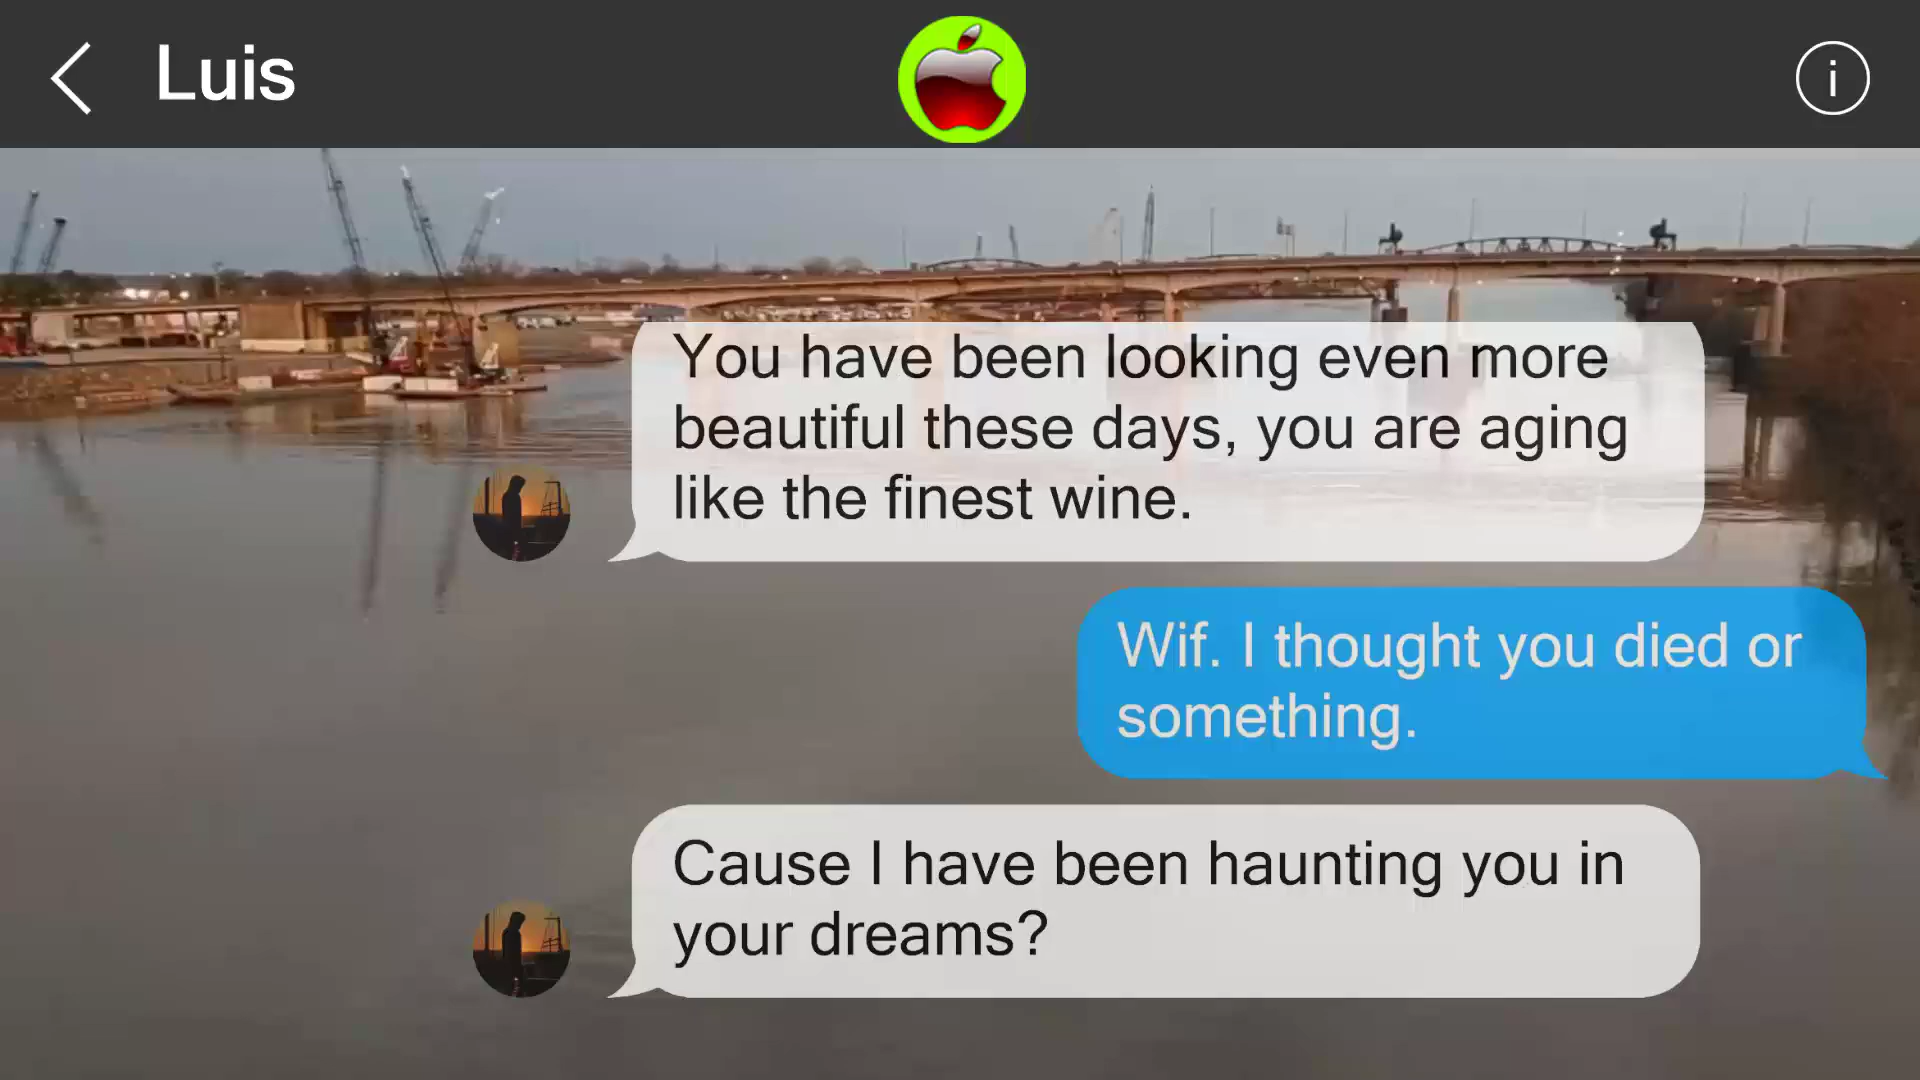 Luis
i
You have been looking even more
beautiful these days, you are aging
like the finest wine.
Wif. I thought you died or
something.
Cause I have been haunting you in
your dreams?